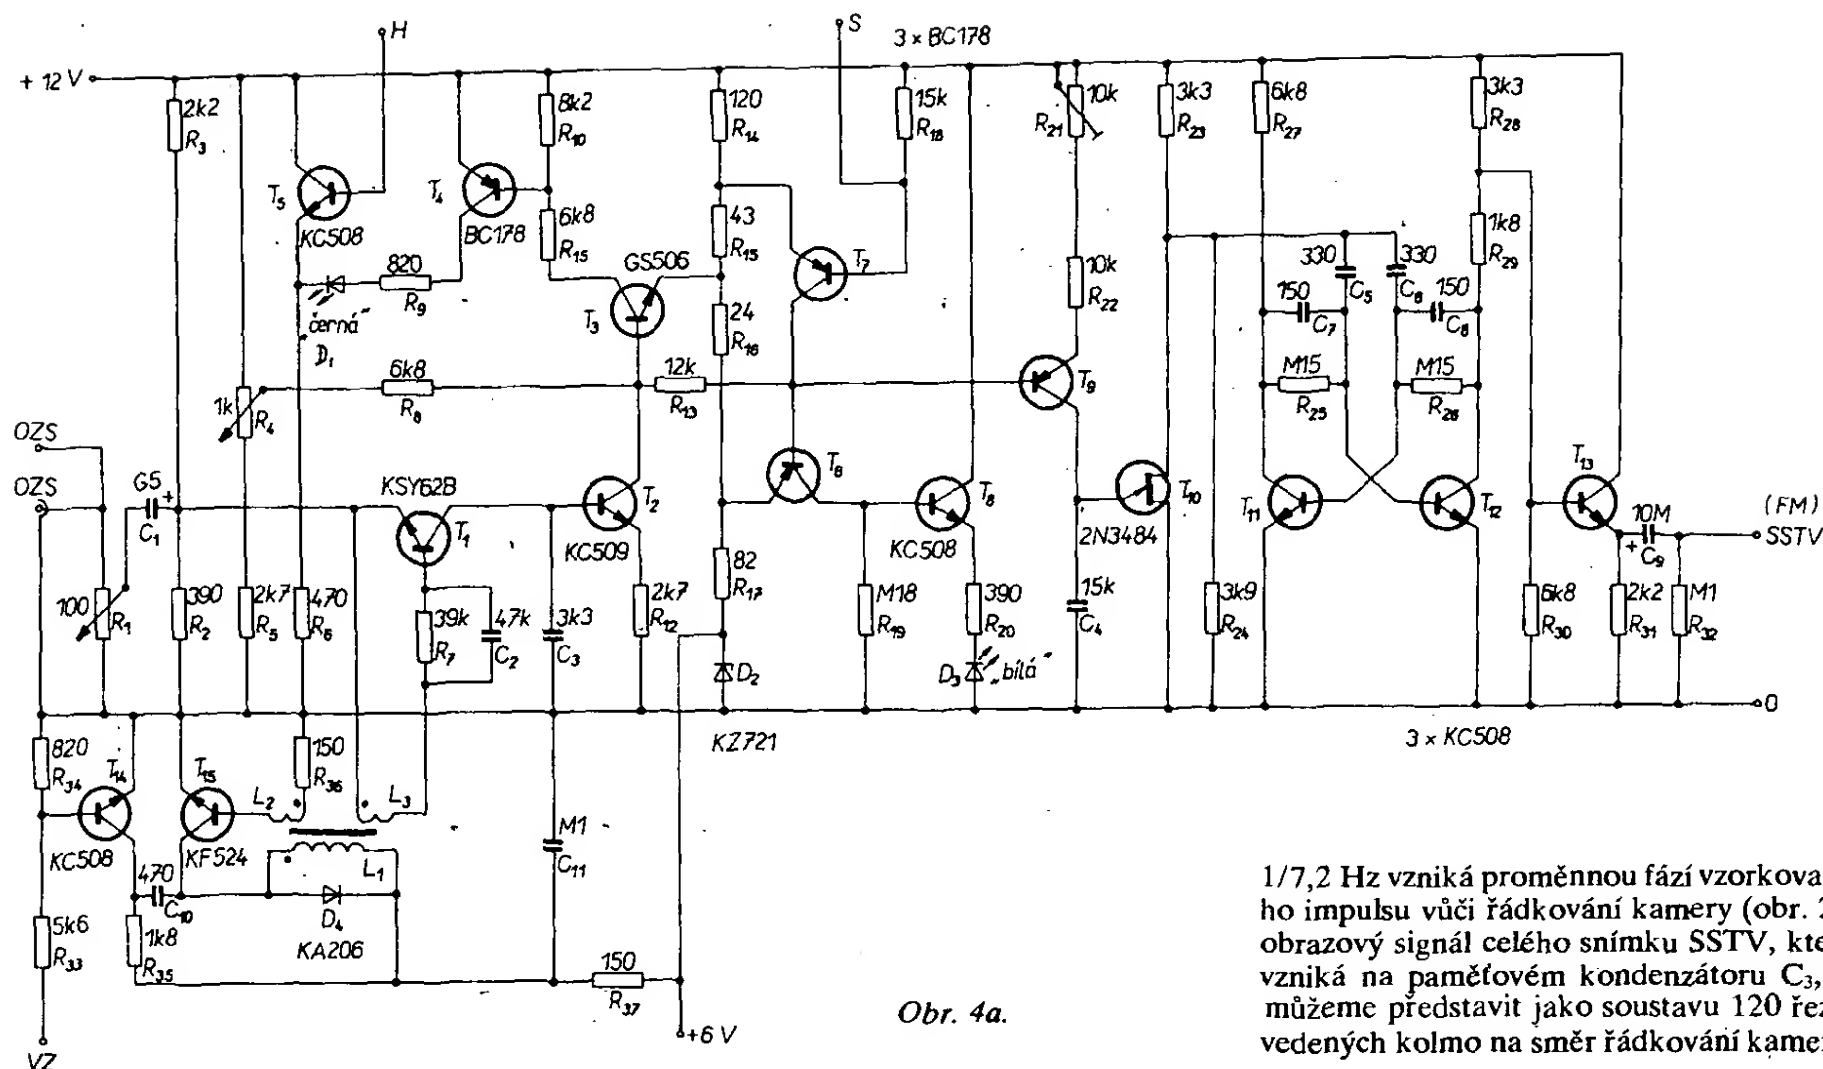 H
S
3 × BC178
+ 12 V
2k2
R₃
8k2
R₁₀
120
R₁₄
15k
R₁₈
10k
R₂₁
3k3
R₂₃
6k8
R₂₇
3k3
R₂₈
T₅
KC508
T₄
BC178
6k8
R₁₅
43
R₁₅
T₇
GS506
10k
R₂₂
330
C₅
330
C₆
1k8
R₂₉
820
R₉
„černá"
D₁
T₃
24
R₁₆
150
C₇
150
C₈
6k8
R₈
12k
R₁₃
T₉
M15
R₂₅
M15
R₂₆
1k
R₄
OZS
OZS
G5
+
C₁
KSY62B
T₁
T₂
KC509
T₆
T₈
KC508
T₁₀
2N3484
T₁₁
T₁₂
T₁₃
10M
+
C₉
(FM)
SSTV
100
R₁
390
R₂
2k7
R₅
470
R₆
39k
R₇
47k
C₂
3k3
C₃
2k7
R₁₂
82
R₁₇
M18
R₁₉
390
R₂₀
15k
C₄
3k9
R₂₄
6k8
R₃₀
2k2
R₃₁
M1
R₃₂
D₂
D₃
„bílá"
0
KZ721
3 × KC508
820
R₃₄
T₁₄
T₁₅
150
R₃₆
L₂
L₃
KC508
KF524
470
C₁₀
L₁
D₄
KA206
M1
C₁₁
5k6
R₃₃
1k8
R₃₅
150
R₃₇
+6 V
VZ
Obr. 4a.
1/7,2 Hz vzniká proměnnou fází vzorkova
ho impulsu vůči řádkování kamery (obr. 2
obrazový signál celého snímku SSTV, kte
vzniká na paměťovém kondenzátoru C₃,
můžeme představit jako soustavu 120 řez
vedených kolmo na směr řádkování kamer